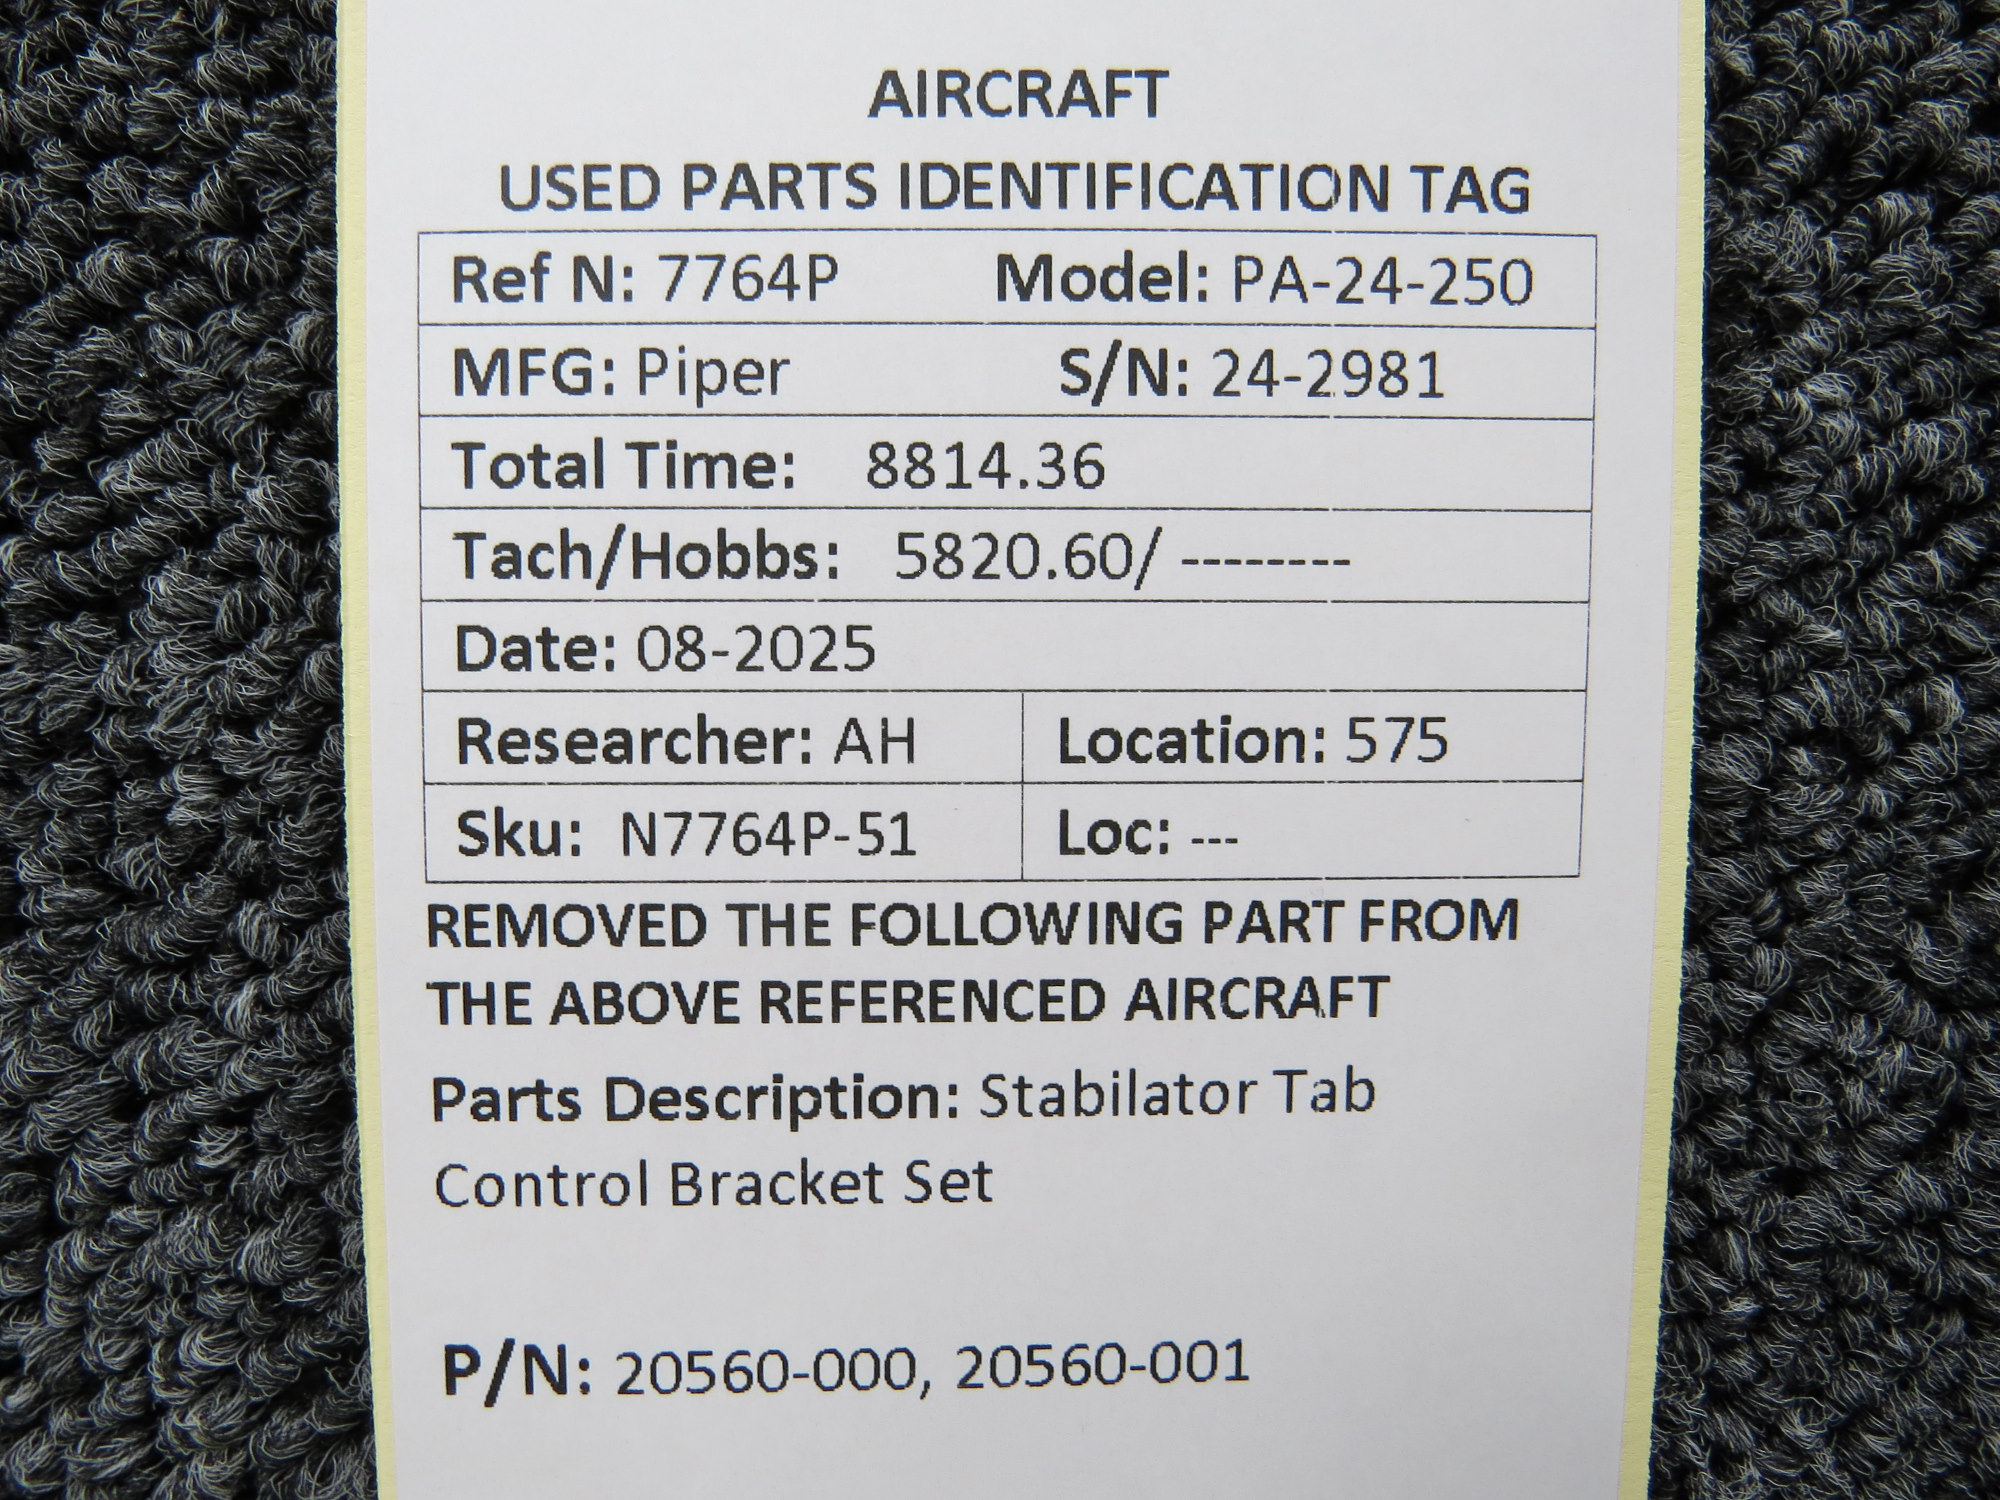 AIRCRAFT
USED PARTS IDENTIFICATION TAG
Ref N: 7764P Model: PA-24-250
MFG: Piper S/N: 24-2981
Total Time: 8814.36
Tach/Hobbs: 5820.60/ --------
Date: 08-2025
Researcher: AH Location: 575
Sku: N7764P-51 Loc: ---
REMOVED THE FOLLOWING PART FROM
THE ABOVE REFERENCED AIRCRAFT
Parts Description: Stabilator Tab
Control Bracket Set
P/N: 20560-000, 20560-001